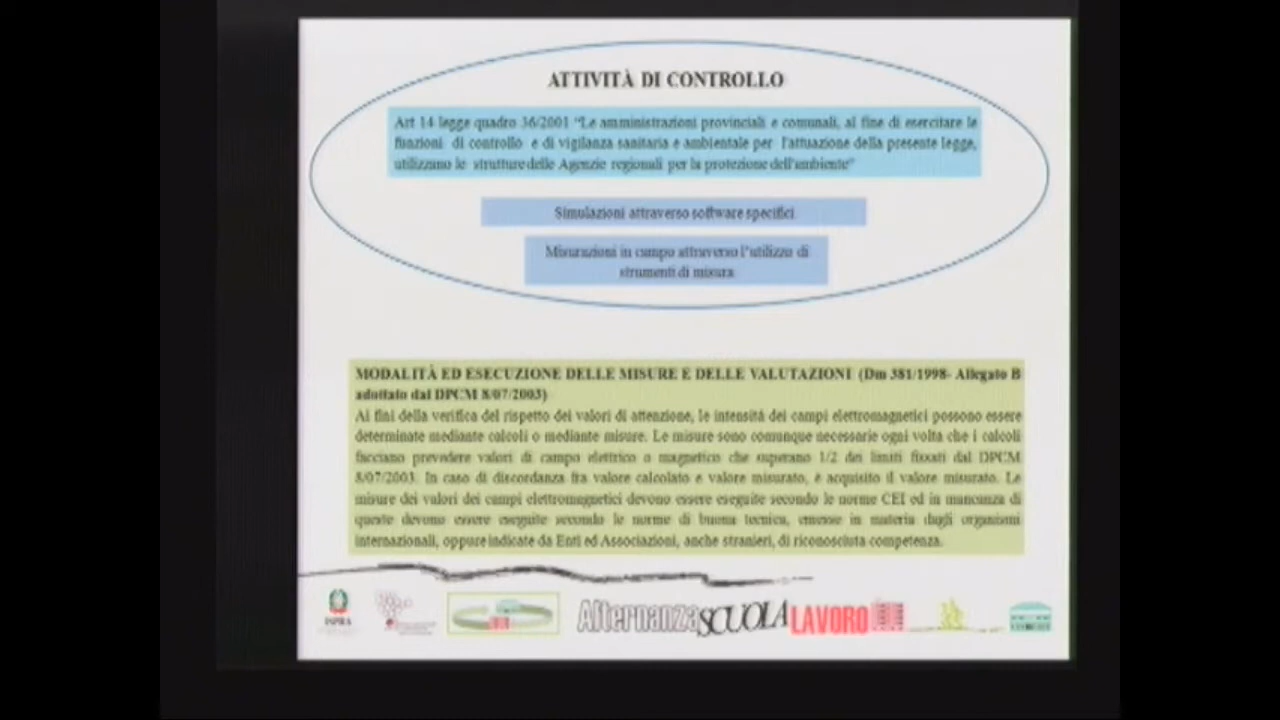 ATTIVITÀ DI CONTROLLO
Art 14 legge quadro 36/2001 "Le amministrazioni provinciali e comunali, al fine di esercitare le
funzioni di controllo e di vigilanza sanitaria e ambientale per l'attuazione della presente legge,
utilizzano le strutture delle Agenzie regionali per la protezione dell'ambiente"
Simulazioni attraverso software specifici
Misurazioni in campo attraverso l'utilizzo di
strumenti di misura
MODALITÀ ED ESECUZIONE DELLE MISURE E DELLE VALUTAZIONI (Dm 381/1998- Allegato B
adottato dal DPCM 8/07/2003)
Ai fini della verifica del rispetto dei valori di attenzione, le intensità dei campi elettromagnetici possono essere
determinate mediante calcoli o mediante misure. Le misure sono comunque necessarie ogni volta che i calcoli
facciano prevedere valori di campo elettrico o magnetico che superano 1/2 dei limiti fissati dal DPCM
8/07/2003. In caso di discordanza fra valore calcolato e valore misurato, è acquisito il valore misurato. Le
misure dei valori dei campi elettromagnetici devono essere eseguite secondo le norme CEI ed in mancanza di
queste devono essere eseguite secondo le norme di buona tecnica, emesse in materia dagli organismi
internazionali, oppure indicate da Enti ed Associazioni, anche stranieri, di riconosciuta competenza.
ISPRA
Alternanza SCUOLA LAVORO